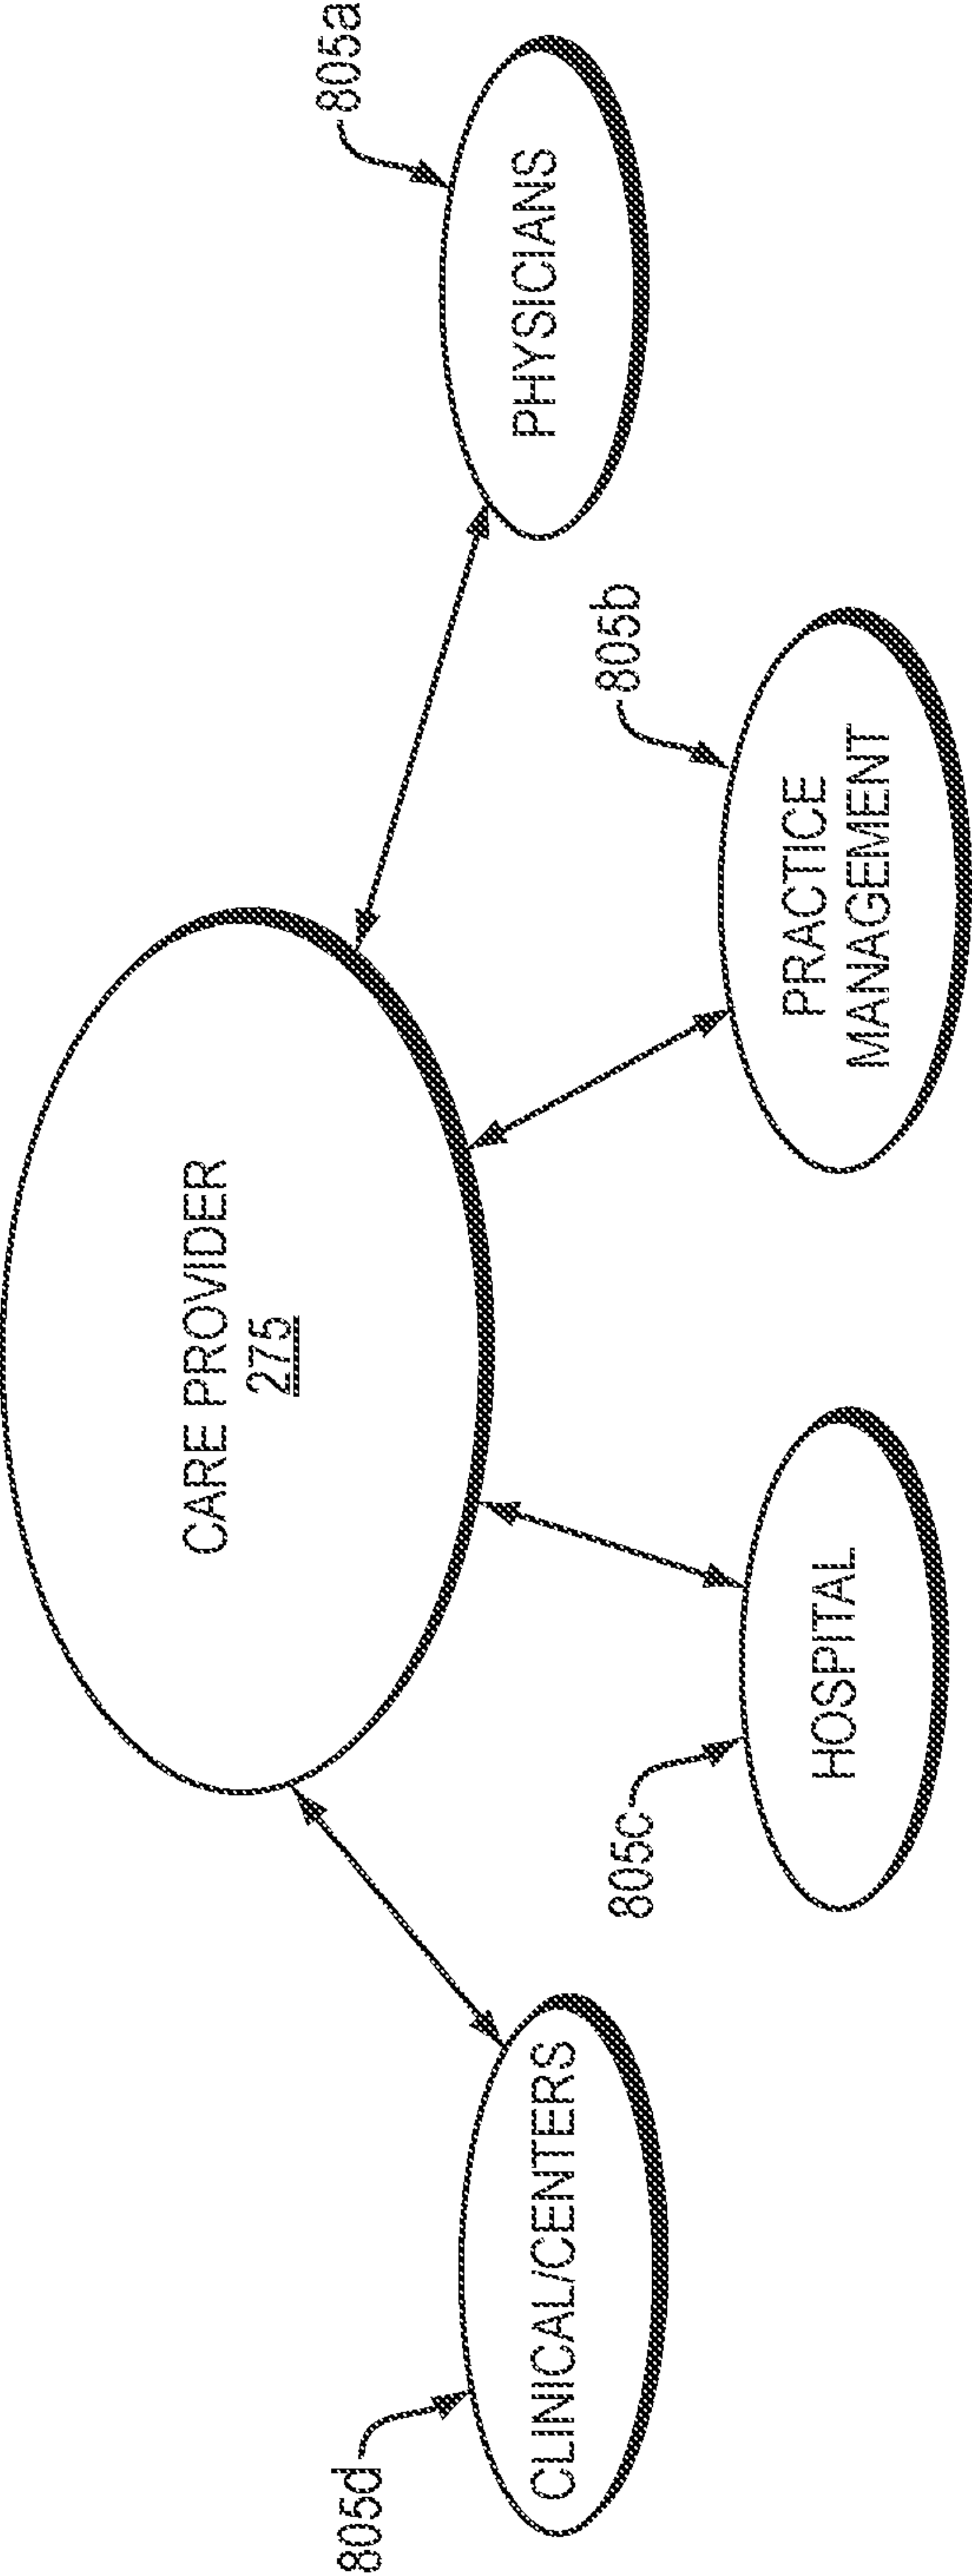 CARE PROVIDER
275
805d
CLINICAL/CENTERS
805c
HOSPITAL
805b
PRACTICE
MANAGEMENT
805a
PHYSICIANS